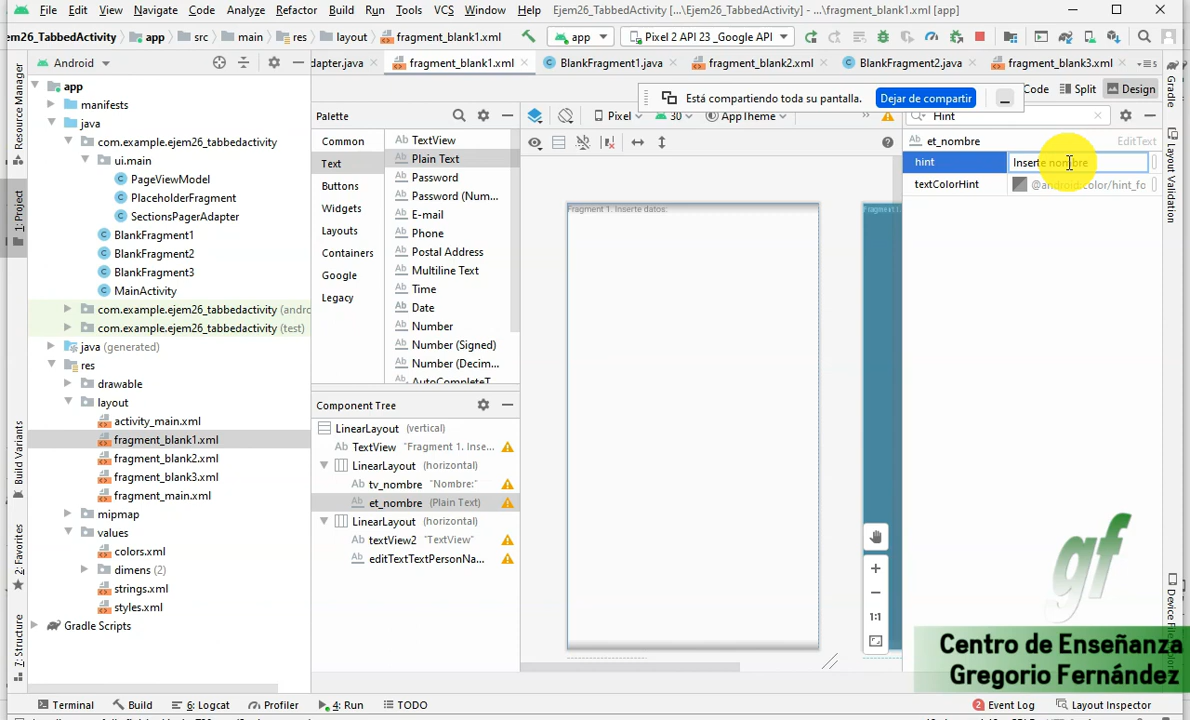 File Edit View Navigate Code Analyze Refactor Build Run Tools VCS Window Help Ejem26_TabbedActivity [...\Ejem26_TabbedActivity] - ...\fragment_blank1.xml [app]
em26_TabbedActivity app src main res layout fragment_blank1.xml app Pixel 2 API 23 _Google API
Android dapter.java fragment_blank1.xml BlankFragment1.java fragment_blank2.xml BlankFragment2.java fragment_blank3.xml
Está compartiendo toda su pantalla. Dejar de compartir
Code Split Design
Palette
Pixel 30 AppTheme
Hint
Common
Text
Buttons
Widgets
Layouts
Containers
Google
Legacy
TextView
Plain Text
Password
Password (Num...
E-mail
Phone
Postal Address
Multiline Text
Time
Date
Number
Number (Signed)
Number (Decim...
AutoCompleteT...
et_nombre EditText
hint Inserte nombre
textColorHint @android:color/hint_fo
app
manifests
java
com.example.ejem26_tabbedactivity
ui.main
PageViewModel
PlaceholderFragment
SectionsPagerAdapter
BlankFragment1
BlankFragment2
BlankFragment3
MainActivity
com.example.ejem26_tabbedactivity (andro
com.example.ejem26_tabbedactivity (test)
java (generated)
res
drawable
layout
activity_main.xml
fragment_blank1.xml
fragment_blank2.xml
fragment_blank3.xml
fragment_main.xml
mipmap
values
colors.xml
dimens (2)
strings.xml
styles.xml
Gradle Scripts
Component Tree
LinearLayout (vertical)
TextView "Fragment 1. Inse...
LinearLayout (horizontal)
tv_nombre "Nombre:"
et_nombre (Plain Text)
LinearLayout (horizontal)
textView2 "TextView"
editTextTextPersonNa...
Fragment 1. Inserte datos:
1:1
Resource Manager
1: Project
Build Variants
2: Favorites
7: Structure
Gradle
Layout Validation
gf
Centro de Enseñanza
Gregorio Fernández
Terminal Build 6: Logcat Profiler 4: Run TODO 2 Event Log Layout Inspector